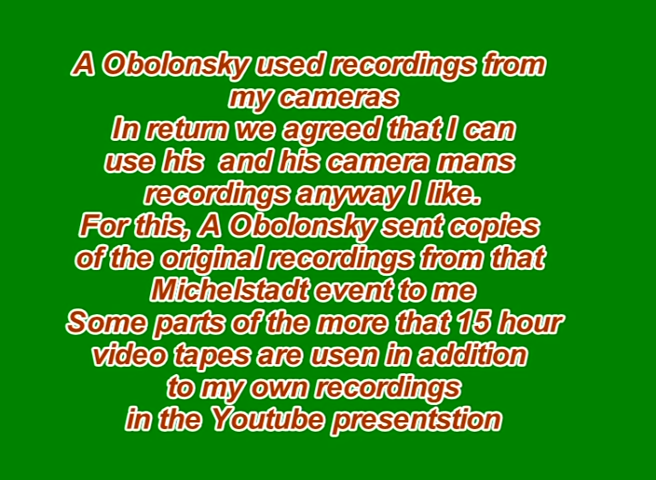 A Obolonsky used recordings from
my cameras
In return we agreed that I can
use his  and his camera mans
recordings anyway I like.
For this, A Obolonsky sent copies
of the original recordings from that
Michelstadt event to me
Some parts of the more that 15 hour
video tapes are usen in addition
to my own recordings
in the Youtube presentstion